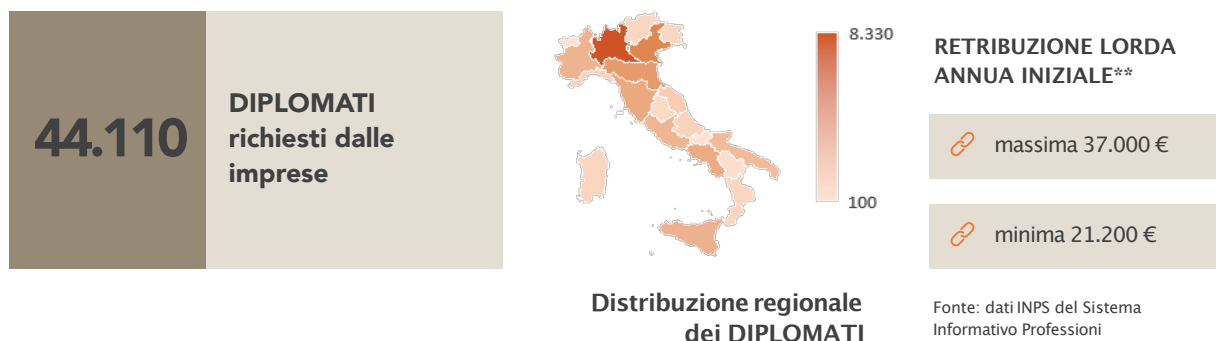 44.110
DIPLOMATI
richiesti dalle
imprese
8.330
100
Distribuzione regionale
dei DIPLOMATI
RETRIBUZIONE LORDA
ANNUA INIZIALE**
massima 37.000 €
minima 21.200 €
Fonte: dati INPS del Sistema
Informativo Professioni